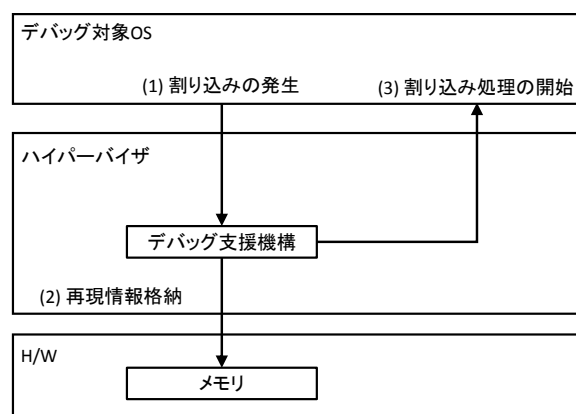 デバッグ対象OS
(1) 割り込みの発生
(3) 割り込み処理の開始
ハイパーバイザ
デバッグ支援機構
(2) 再現情報格納
H/W
メモリ